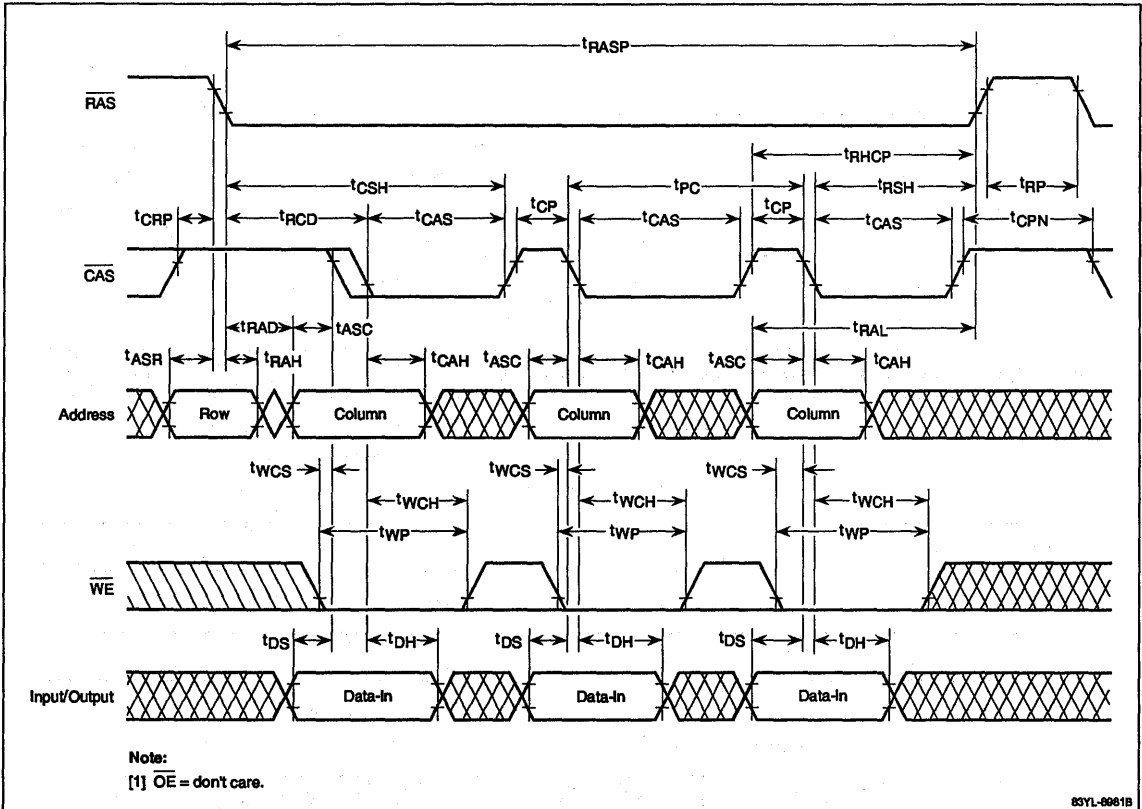 tRASP
RAS
tRHCP
tCSH tPC tRSH tRP
tCRP tRCD tCAS tCP tCAS tCP tCAS tCPN
CAS
tRAD tASC tRAL
tASR tRAH tCAH tASC tCAH tASC tCAH
Address Row Column Column Column
tWCS tWCS tWCS
tWCH tWCH tWCH
tWP tWP tWP
WE
tDS tDH tDS tDH tDS tDH
Input/Output Data-In Data-In Data-In
Note:
[1] OE = don't care.
83YL-8981B